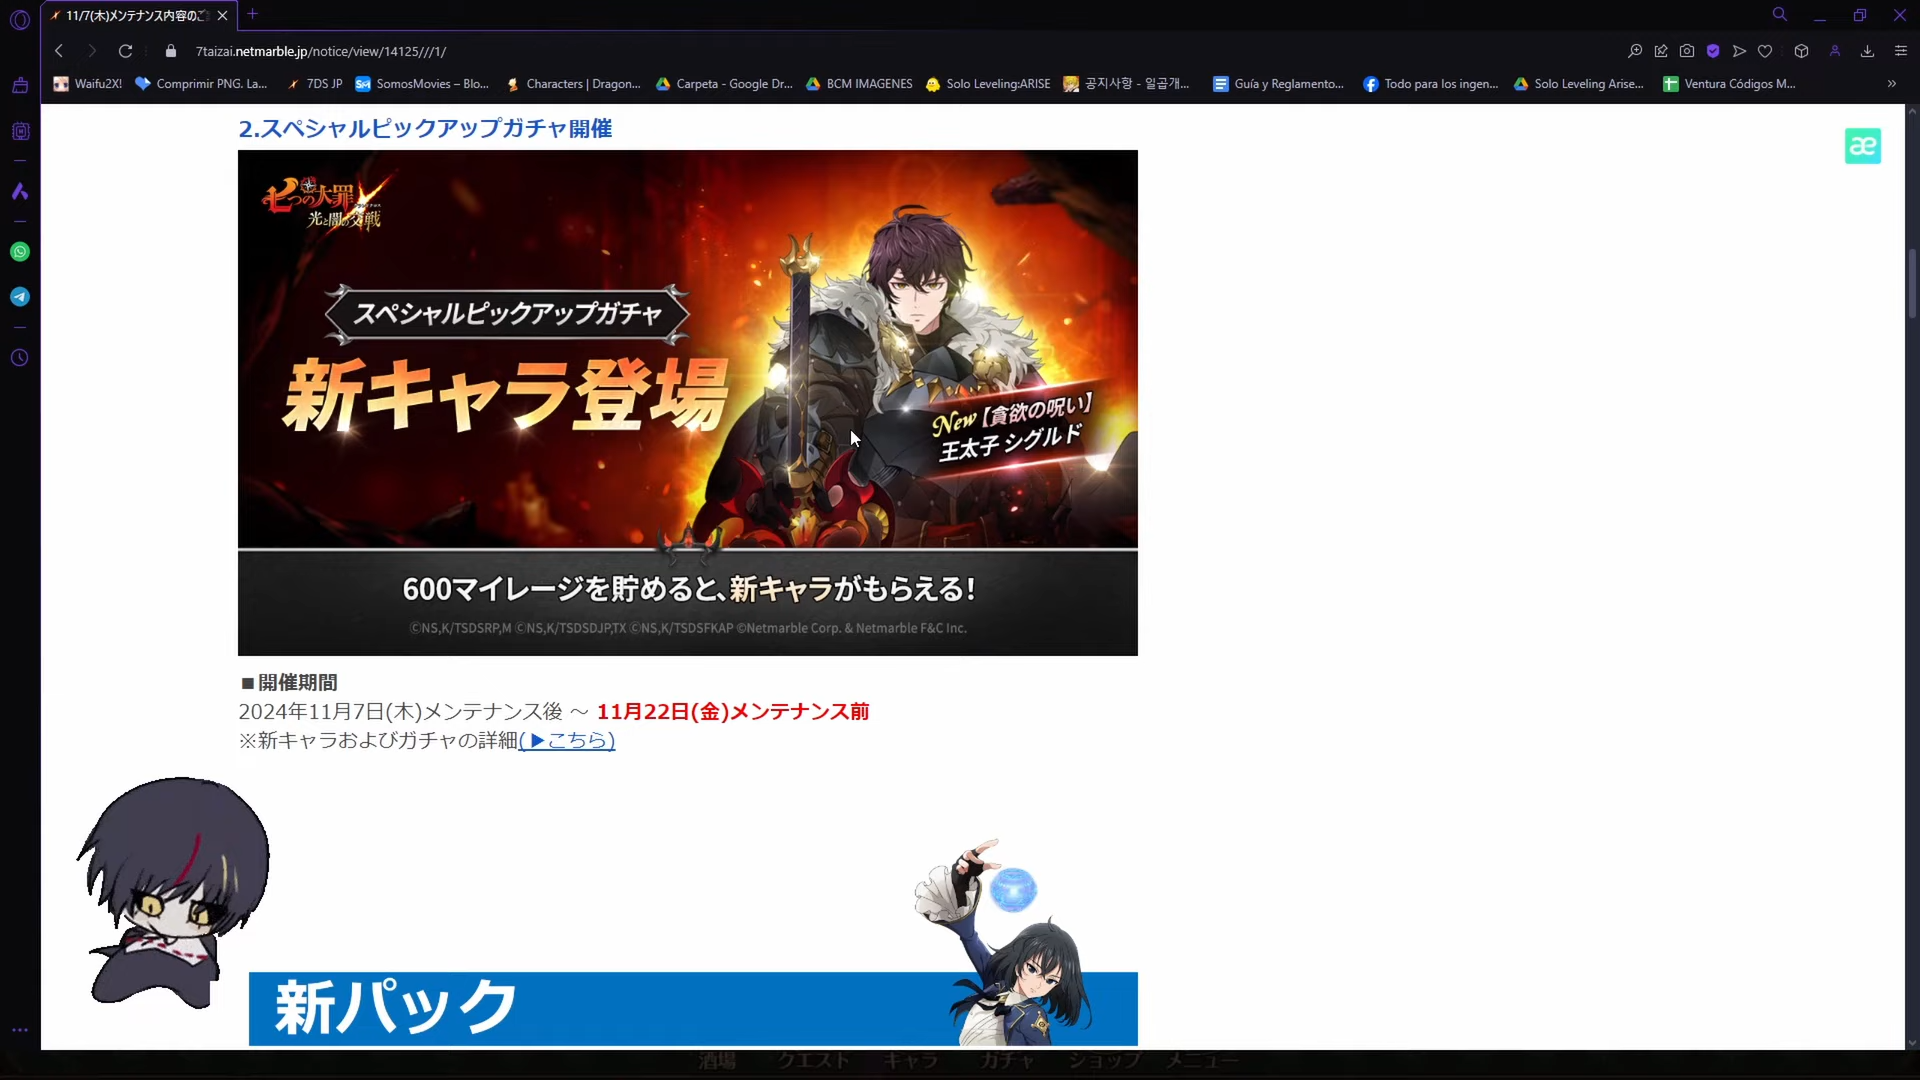 11/7(木)メンテナンス内容のご
7taizai.netmarble.jp/notice/view/14125///1/
Waifu2X!
Comprimir PNG. La...
7DS JP
SomosMovies – Blo...
Characters | Dragon...
Carpeta - Google Dr...
BCM IMAGENES
Solo Leveling:ARISE
공지사항 - 일곱개...
Guía y Reglamento...
Todo para los ingen...
Solo Leveling Arise...
Ventura Códigos M...
2.スペシャルピックアップガチャ開催
七つの大罪
光と闇の交戦
スペシャルピックアップガチャ
新キャラ登場
New【貪欲の呪い】
王太子 シグルド
600マイレージを貯めると、新キャラがもらえる!
©NS,K/TSDSRP,M ©NS,K/TSDSDJP,TX ©NS,K/TSDSFKAP ©Netmarble Corp. & Netmarble F&C Inc.
■開催期間
2024年11月7日(木)メンテナンス後 ～ 11月22日(金)メンテナンス前
※新キャラおよびガチャの詳細(▶こちら)
新パック
酒場 クエスト キャラ ガチャ ショップ メニュー